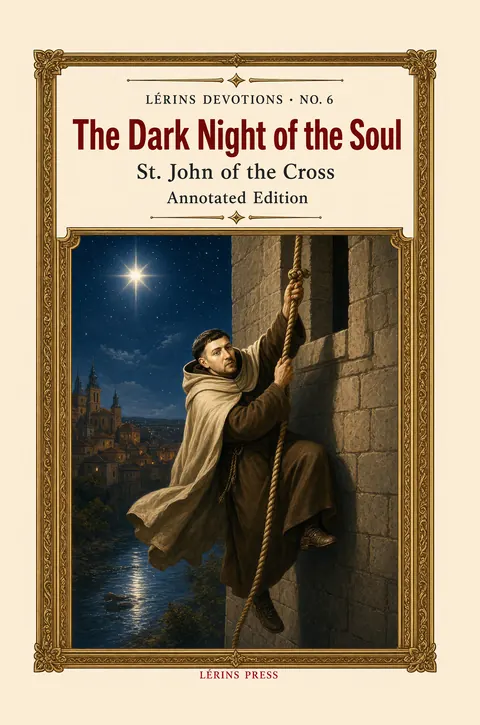 LÉRINS DEVOTIONS · NO. 6
The Dark Night of the Soul
St. John of the Cross
Annotated Edition
LÉRINS PRESS